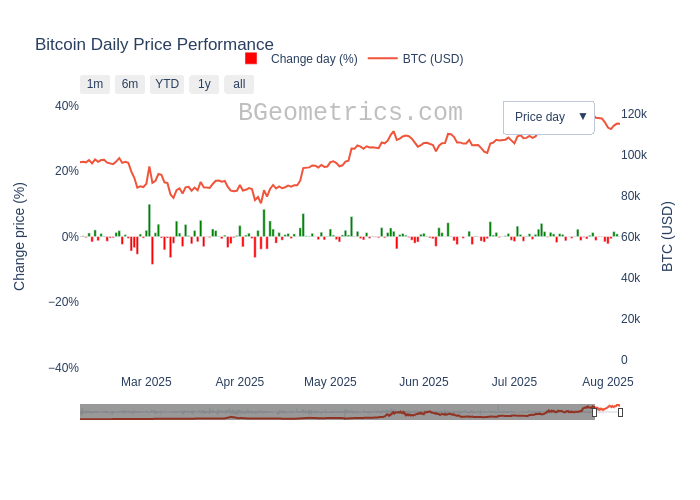 Bitcoin Daily Price Performance
Change day (%)
BTC (USD)
1m
6m
YTD
1y
all
BGeometrics.com
Price day ▼
40%
20%
0%
−20%
−40%
Change price (%)
120k
100k
80k
60k
40k
20k
0
BTC (USD)
Mar 2025
Apr 2025
May 2025
Jun 2025
Jul 2025
Aug 2025